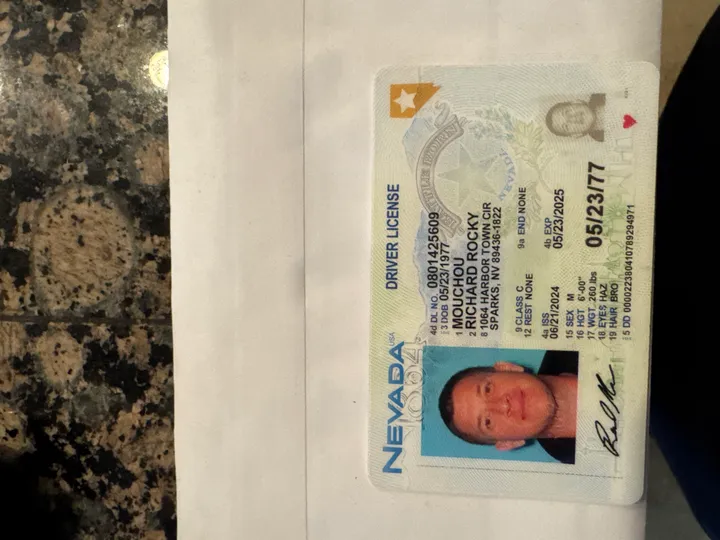 NEVADA USA
DRIVER LICENSE
4d DL NO. 0801425609
3 DOB 05/23/1977
1 MOUCHOU
2 RICHARD ROCKY
8 1064 HARBOR TOWN CIR
SPARKS, NV 89436-1822
9 CLASS C 9a END NONE
12 REST NONE
4a ISS 4b EXP
06/21/2024 05/23/2025
15 SEX M
16 HGT 6'-00"
17 WGT 260 lbs
18 EYES HAZ
19 HAIR BRO
05/23/77
5 DD 000022380410789294971
NEVADA